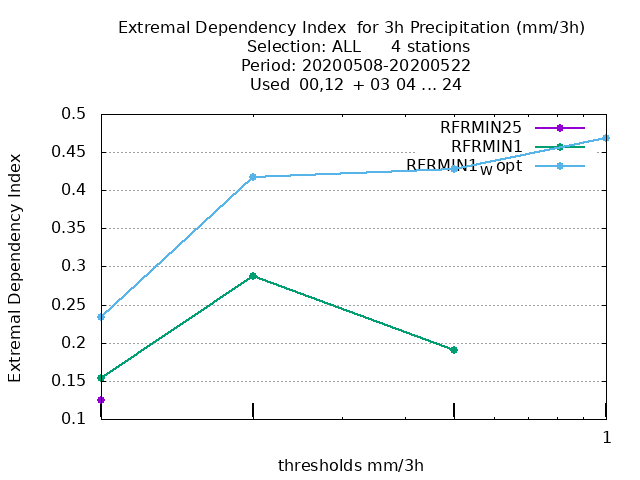 Extremal Dependency Index  for 3h Precipitation (mm/3h)
Selection: ALL      4 stations
Period: 20200508-20200522
Used  00,12  + 03 04 ... 24
RFRMIN25
RFRMIN1
RFRMIN1W opt
0.5
0.45
0.4
0.35
0.3
0.25
0.2
0.15
0.1
1
Extremal Dependency Index
thresholds mm/3h